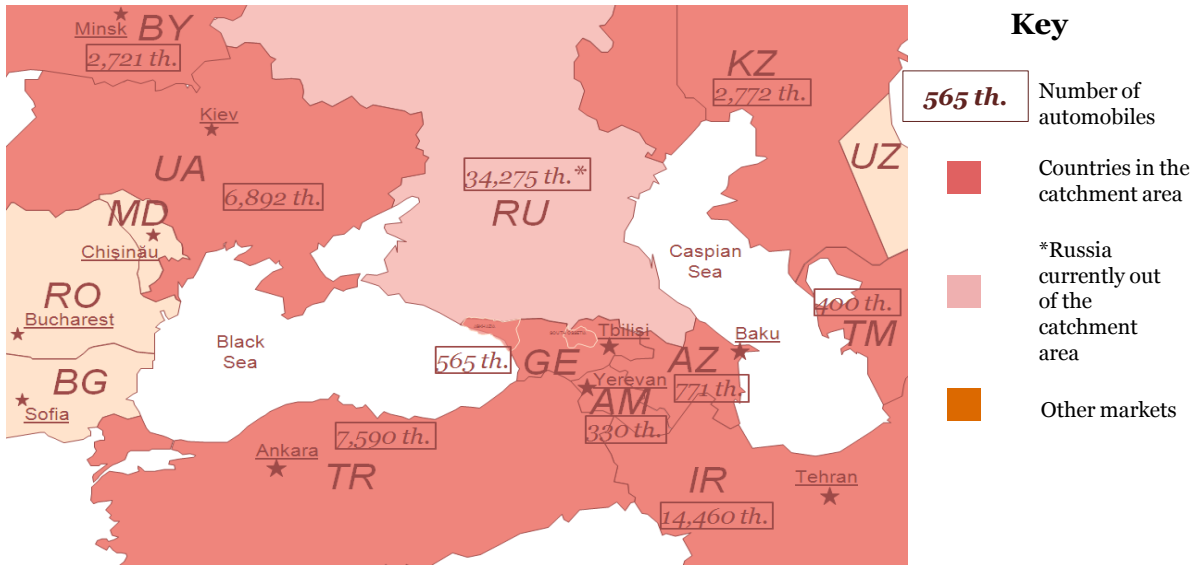 Minsk
BY
2,721 th.
Kiev
UA
6,892 th.
MD
Chişinău
RO
Bucharest
BG
Sofia
Black
Sea
34,275 th.*
RU
KZ
2,772 th.
UZ
Caspian
Sea
400 th.
TM
565 th.
GE
Tbilisi
AZ
Baku
771 th.
Yerevan
AM
330 th.
7,590 th.
Ankara
TR
IR
Tehran
14,460 th.
Key
565 th.
Number of
automobiles
Countries in the
catchment area
*Russia
currently out
of the
catchment
area
Other markets